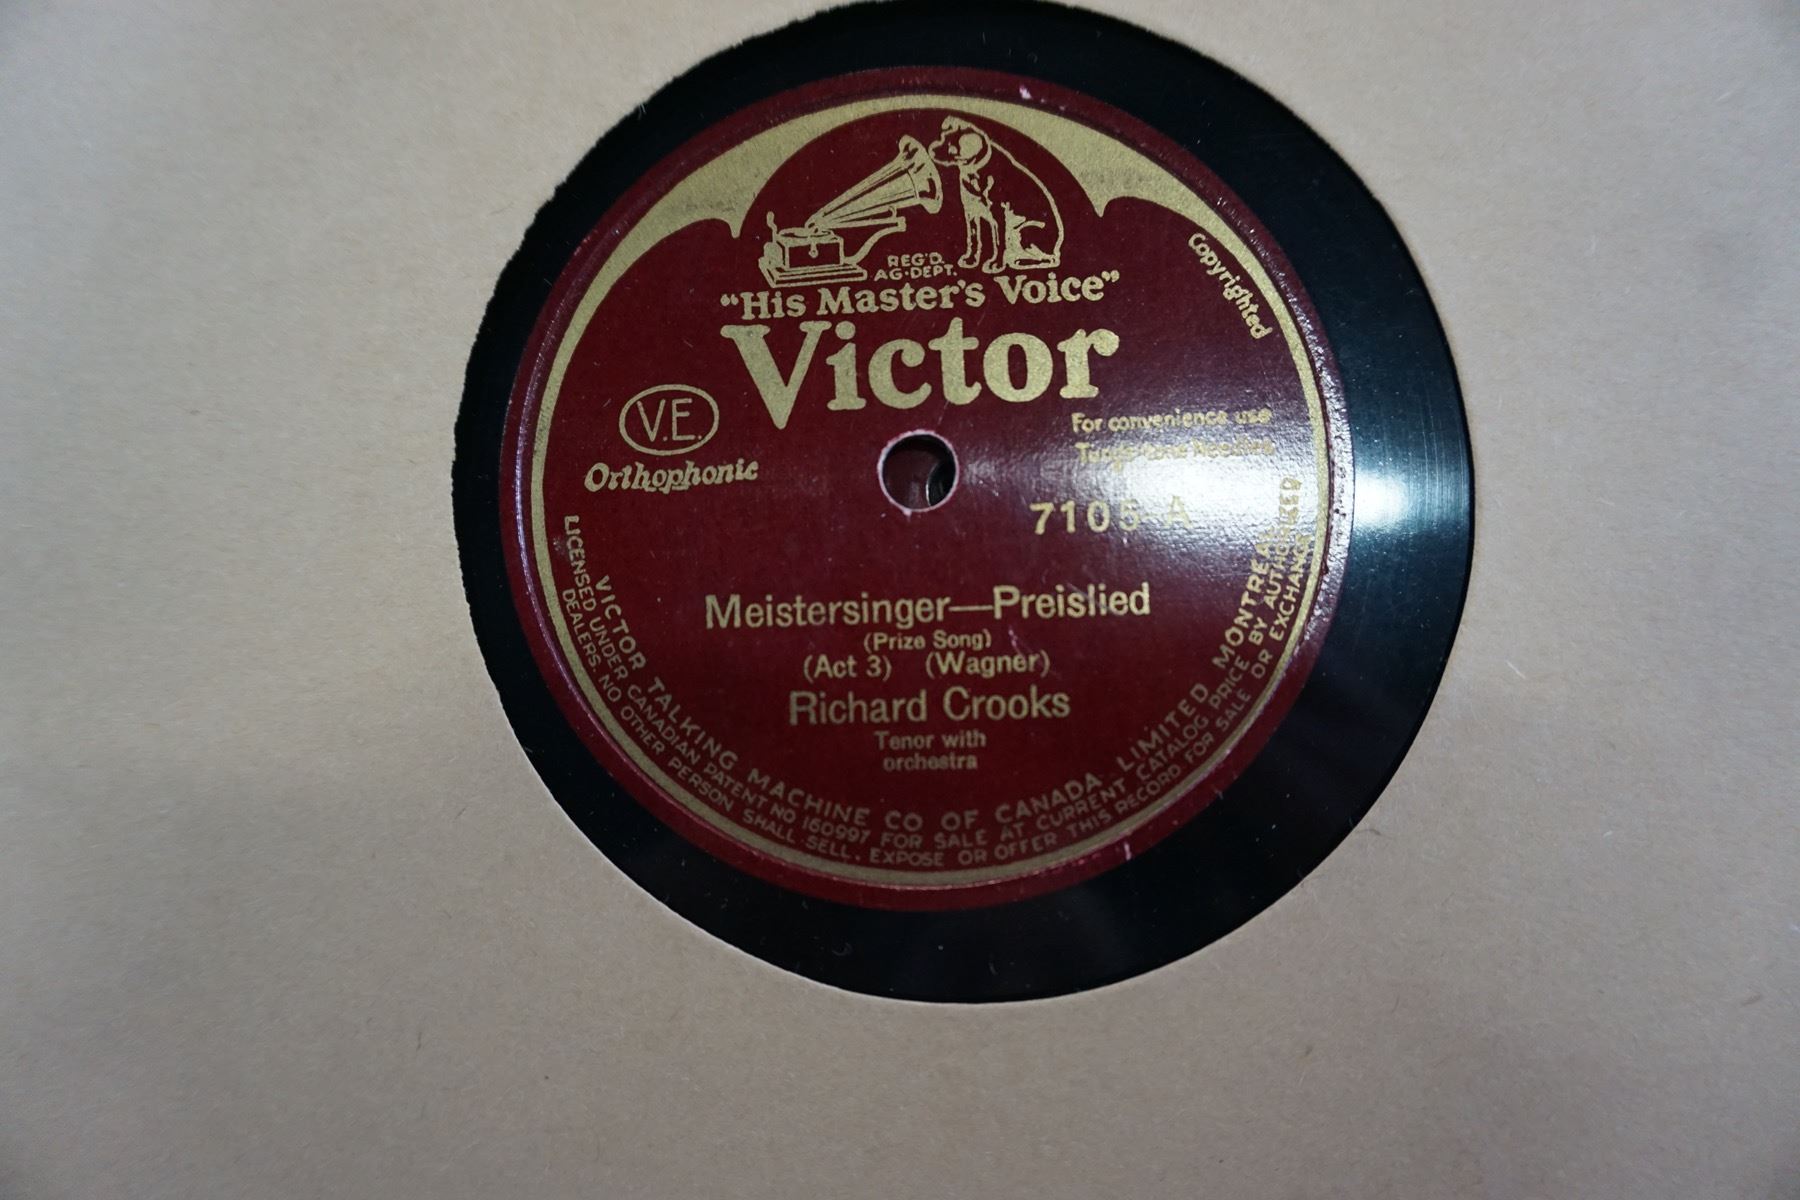 REG'D.
AG-DEPT.
"His Master's Voice"
Victor
Copyrighted
V.E.
Orthophonic
For convenience use
Tungs-tone Needles
7105-A
Meistersinger—Preislied
(Prize Song)
(Act 3) (Wagner)
Richard Crooks
Tenor with
orchestra
VICTOR TALKING MACHINE CO OF CANADA, LIMITED MONTREAL
LICENSED UNDER CANADIAN PATENT NO 160997 FOR SALE AT CURRENT CATALOG PRICE BY AUTHORIZED
DEALERS. NO OTHER PERSON SHALL SELL, EXPOSE OR OFFER THIS RECORD FOR SALE OR EXCHANGE